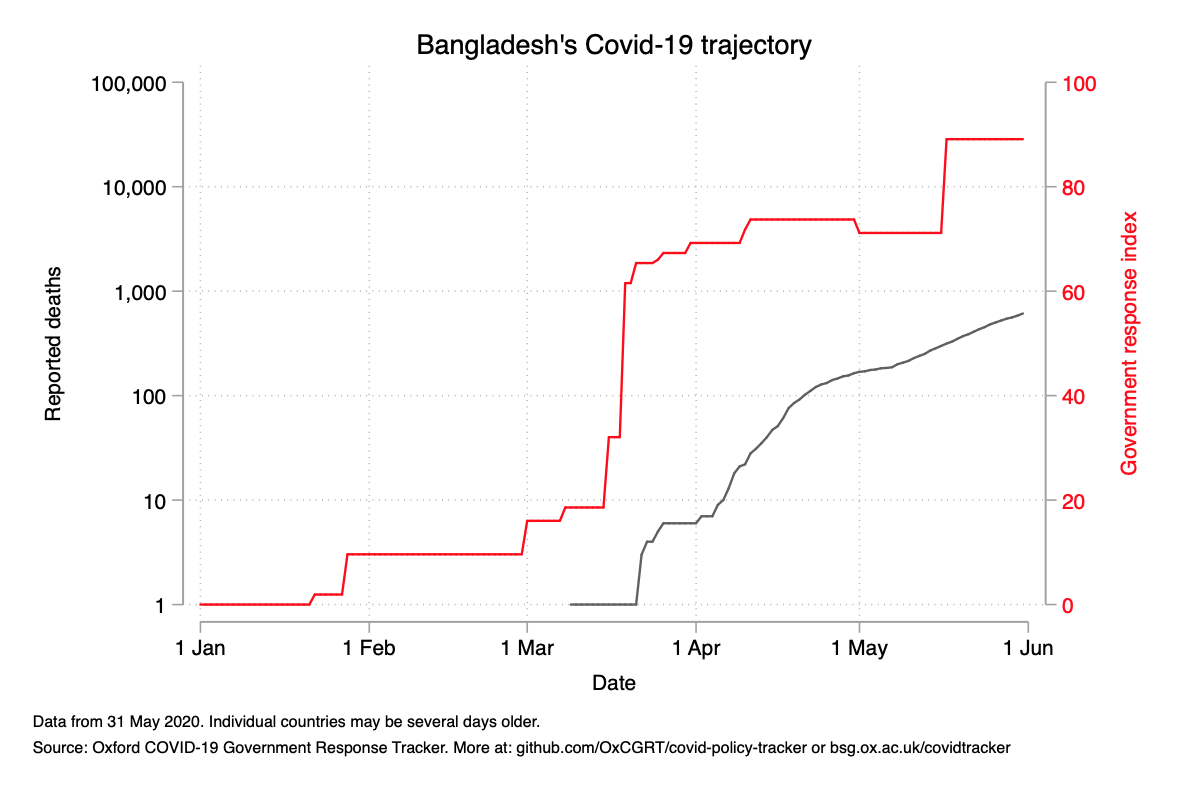 Bangladesh's Covid-19 trajectory
100,000
10,000
1,000
100
10
1
Reported deaths
100
80
60
40
20
0
Government response index
1 Jan
1 Feb
1 Mar
1 Apr
1 May
1 Jun
Date
Data from 31 May 2020. Individual countries may be several days older.
Source: Oxford COVID-19 Government Response Tracker. More at: github.com/OxCGRT/covid-policy-tracker or bsg.ox.ac.uk/covidtracker